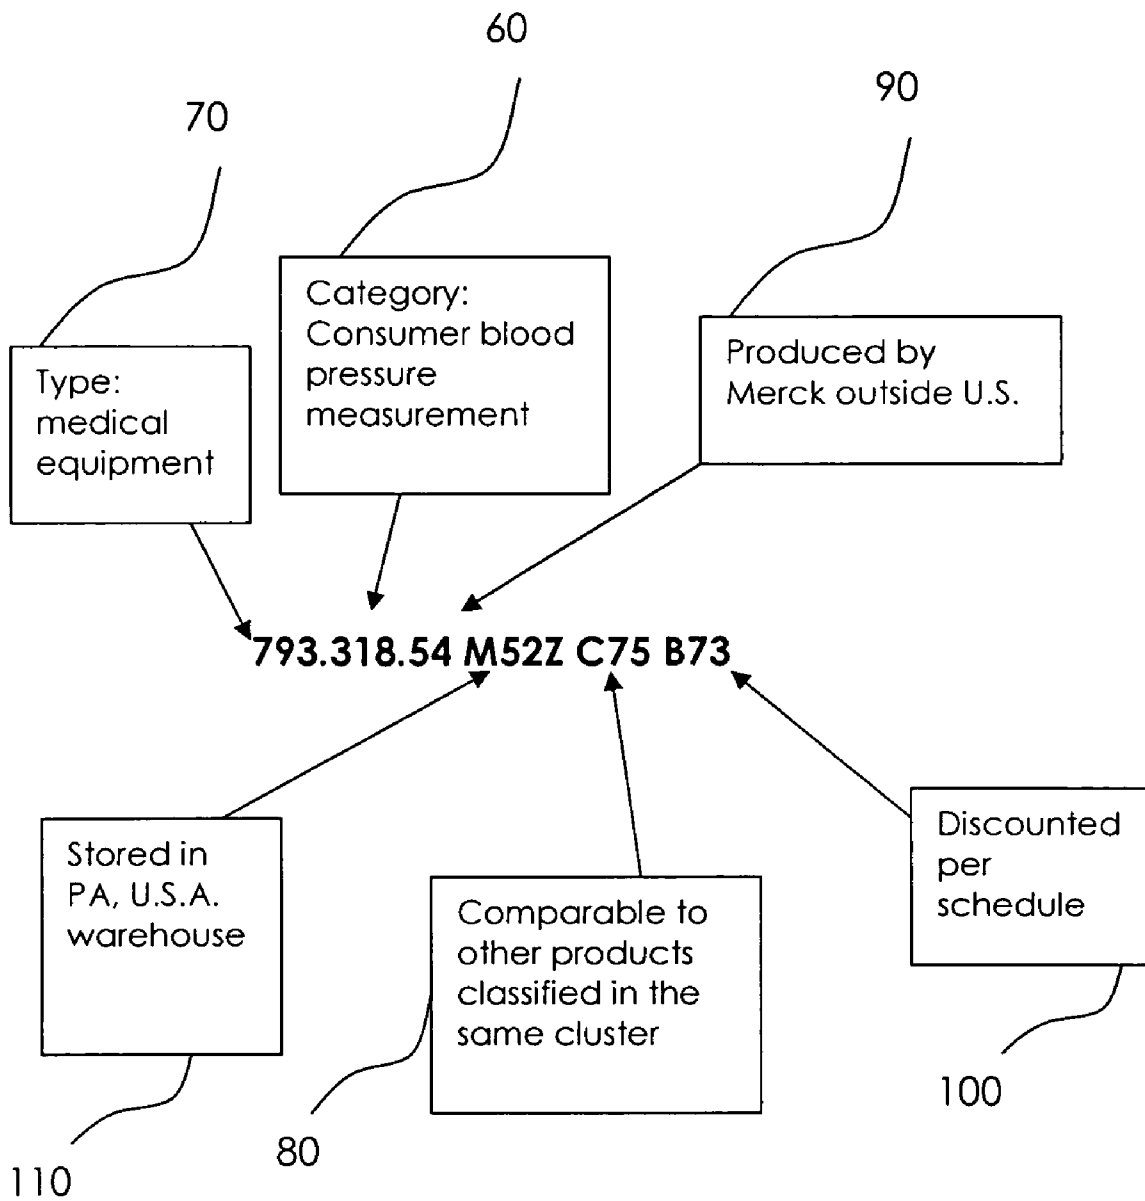 60
90
70
Category:
Consumer blood
pressure
measurement
Produced by
Merck outside U.S.
Type:
medical
equipment
793.318.54 M52Z C75 B73
Stored in
PA, U.S.A.
warehouse
Comparable to
other products
classified in the
same cluster
Discounted
per
schedule
100
80
110